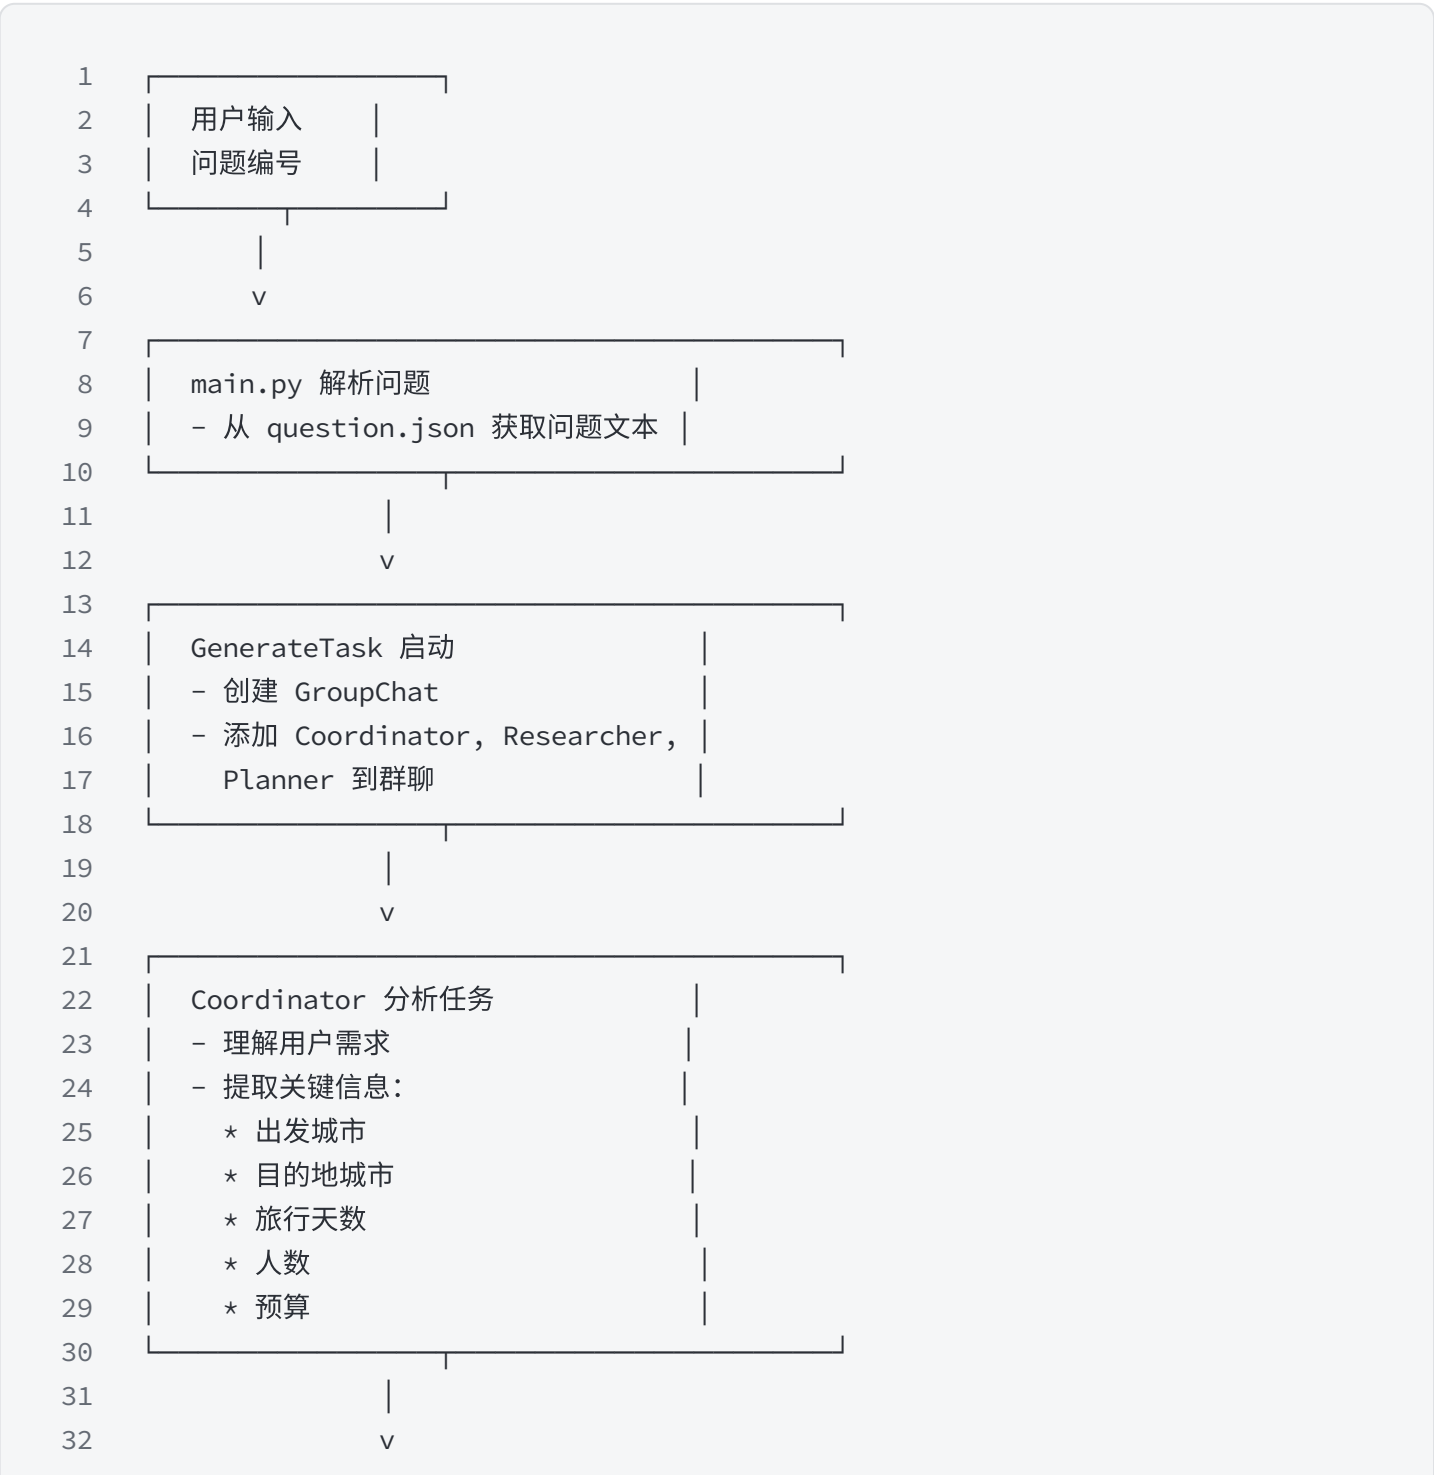 1 ┌──────────────────────┐
2 │  用户输入     │
3 │  问题编号     │
4 └──────────┬───────────┘
5        │
6        v
7 ┌────────────────────────────────────────────────────┐
8 │  main.py 解析问题                    │
9 │  - 从 question.json 获取问题文本 │
10 └──────────────────────┬─────────────────────────────┘
11                │
12                v
13 ┌────────────────────────────────────────────────────┐
14 │  GenerateTask 启动                   │
15 │  - 创建 GroupChat                    │
16 │  - 添加 Coordinator, Researcher, │
17 │    Planner 到群聊                    │
18 └──────────────────────┬─────────────────────────────┘
19                │
20                v
21 ┌────────────────────────────────────────────────────┐
22 │  Coordinator 分析任务               │
23 │  - 理解用户需求                      │
24 │  - 提取关键信息：                    │
25 │    * 出发城市                        │
26 │    * 目的地城市                      │
27 │    * 旅行天数                        │
28 │    * 人数                            │
29 │    * 预算                            │
30 └──────────────────────┬─────────────────────────────┘
31                │
32                v